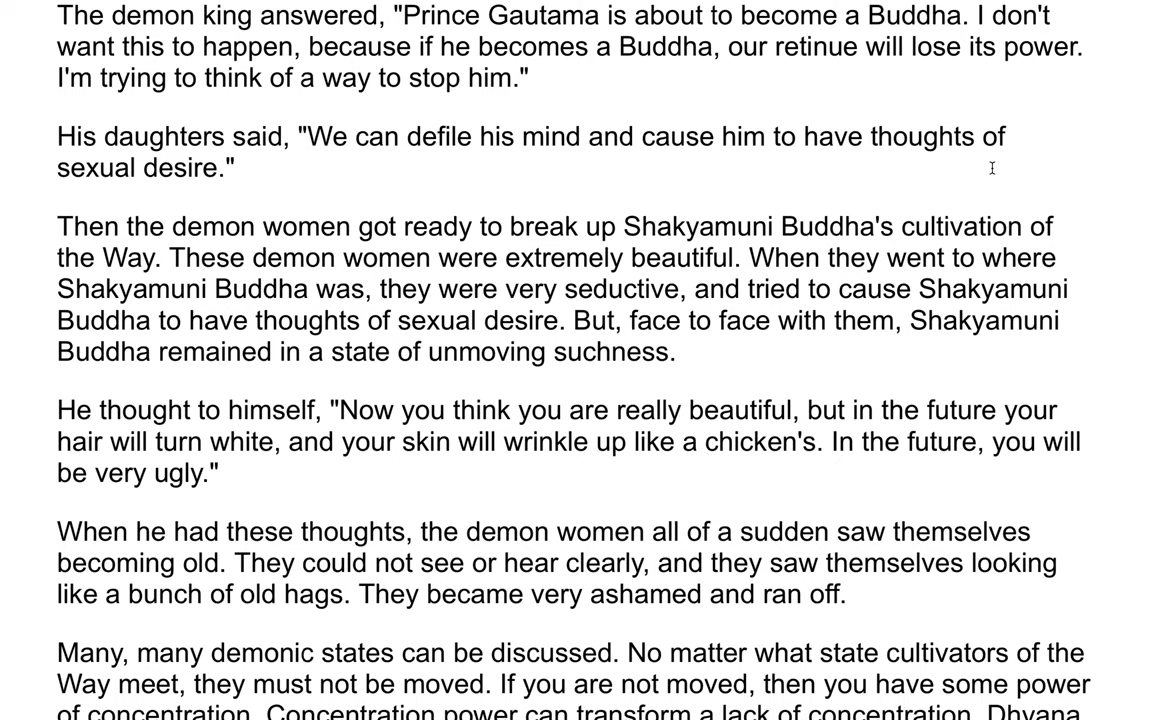 The demon king answered, "Prince Gautama is about to become a Buddha. I don't
want this to happen, because if he becomes a Buddha, our retinue will lose its power.
I'm trying to think of a way to stop him."
His daughters said, "We can defile his mind and cause him to have thoughts of
sexual desire."
Then the demon women got ready to break up Shakyamuni Buddha's cultivation of
the Way. These demon women were extremely beautiful. When they went to where
Shakyamuni Buddha was, they were very seductive, and tried to cause Shakyamuni
Buddha to have thoughts of sexual desire. But, face to face with them, Shakyamuni
Buddha remained in a state of unmoving suchness.
He thought to himself, "Now you think you are really beautiful, but in the future your
hair will turn white, and your skin will wrinkle up like a chicken's. In the future, you will
be very ugly."
When he had these thoughts, the demon women all of a sudden saw themselves
becoming old. They could not see or hear clearly, and they saw themselves looking
like a bunch of old hags. They became very ashamed and ran off.
Many, many demonic states can be discussed. No matter what state cultivators of the
Way meet, they must not be moved. If you are not moved, then you have some power
of concentration. Concentration power can transform a lack of concentration. Dhyana